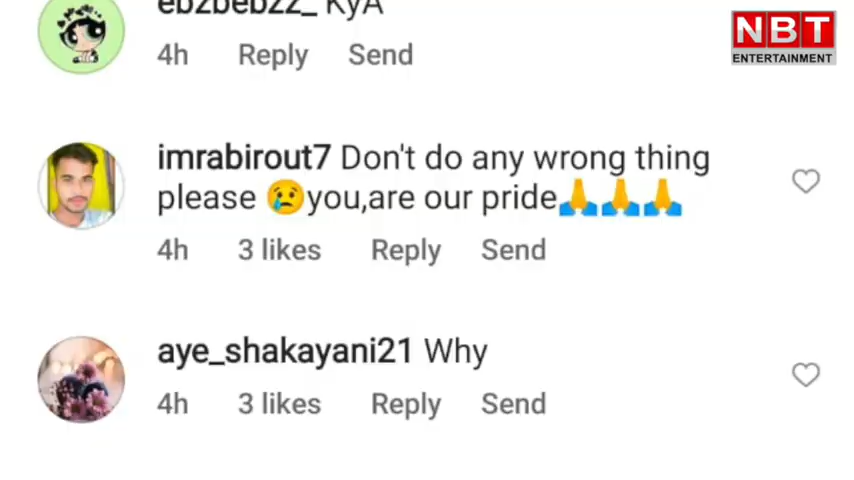 ebzbebzz_ KyA
4h Reply Send
NBT
ENTERTAINMENT
imrabirout7 Don't do any wrong thing
please 😢you,are our pride🙏🙏🙏
4h 3 likes Reply Send
aye_shakayani21 Why
4h 3 likes Reply Send